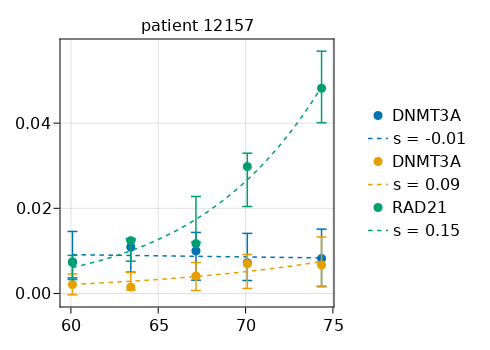 patient 12157
0.04
0.02
0.00
60
65
70
75
DNMT3A
s = -0.01
DNMT3A
s = 0.09
RAD21
s = 0.15